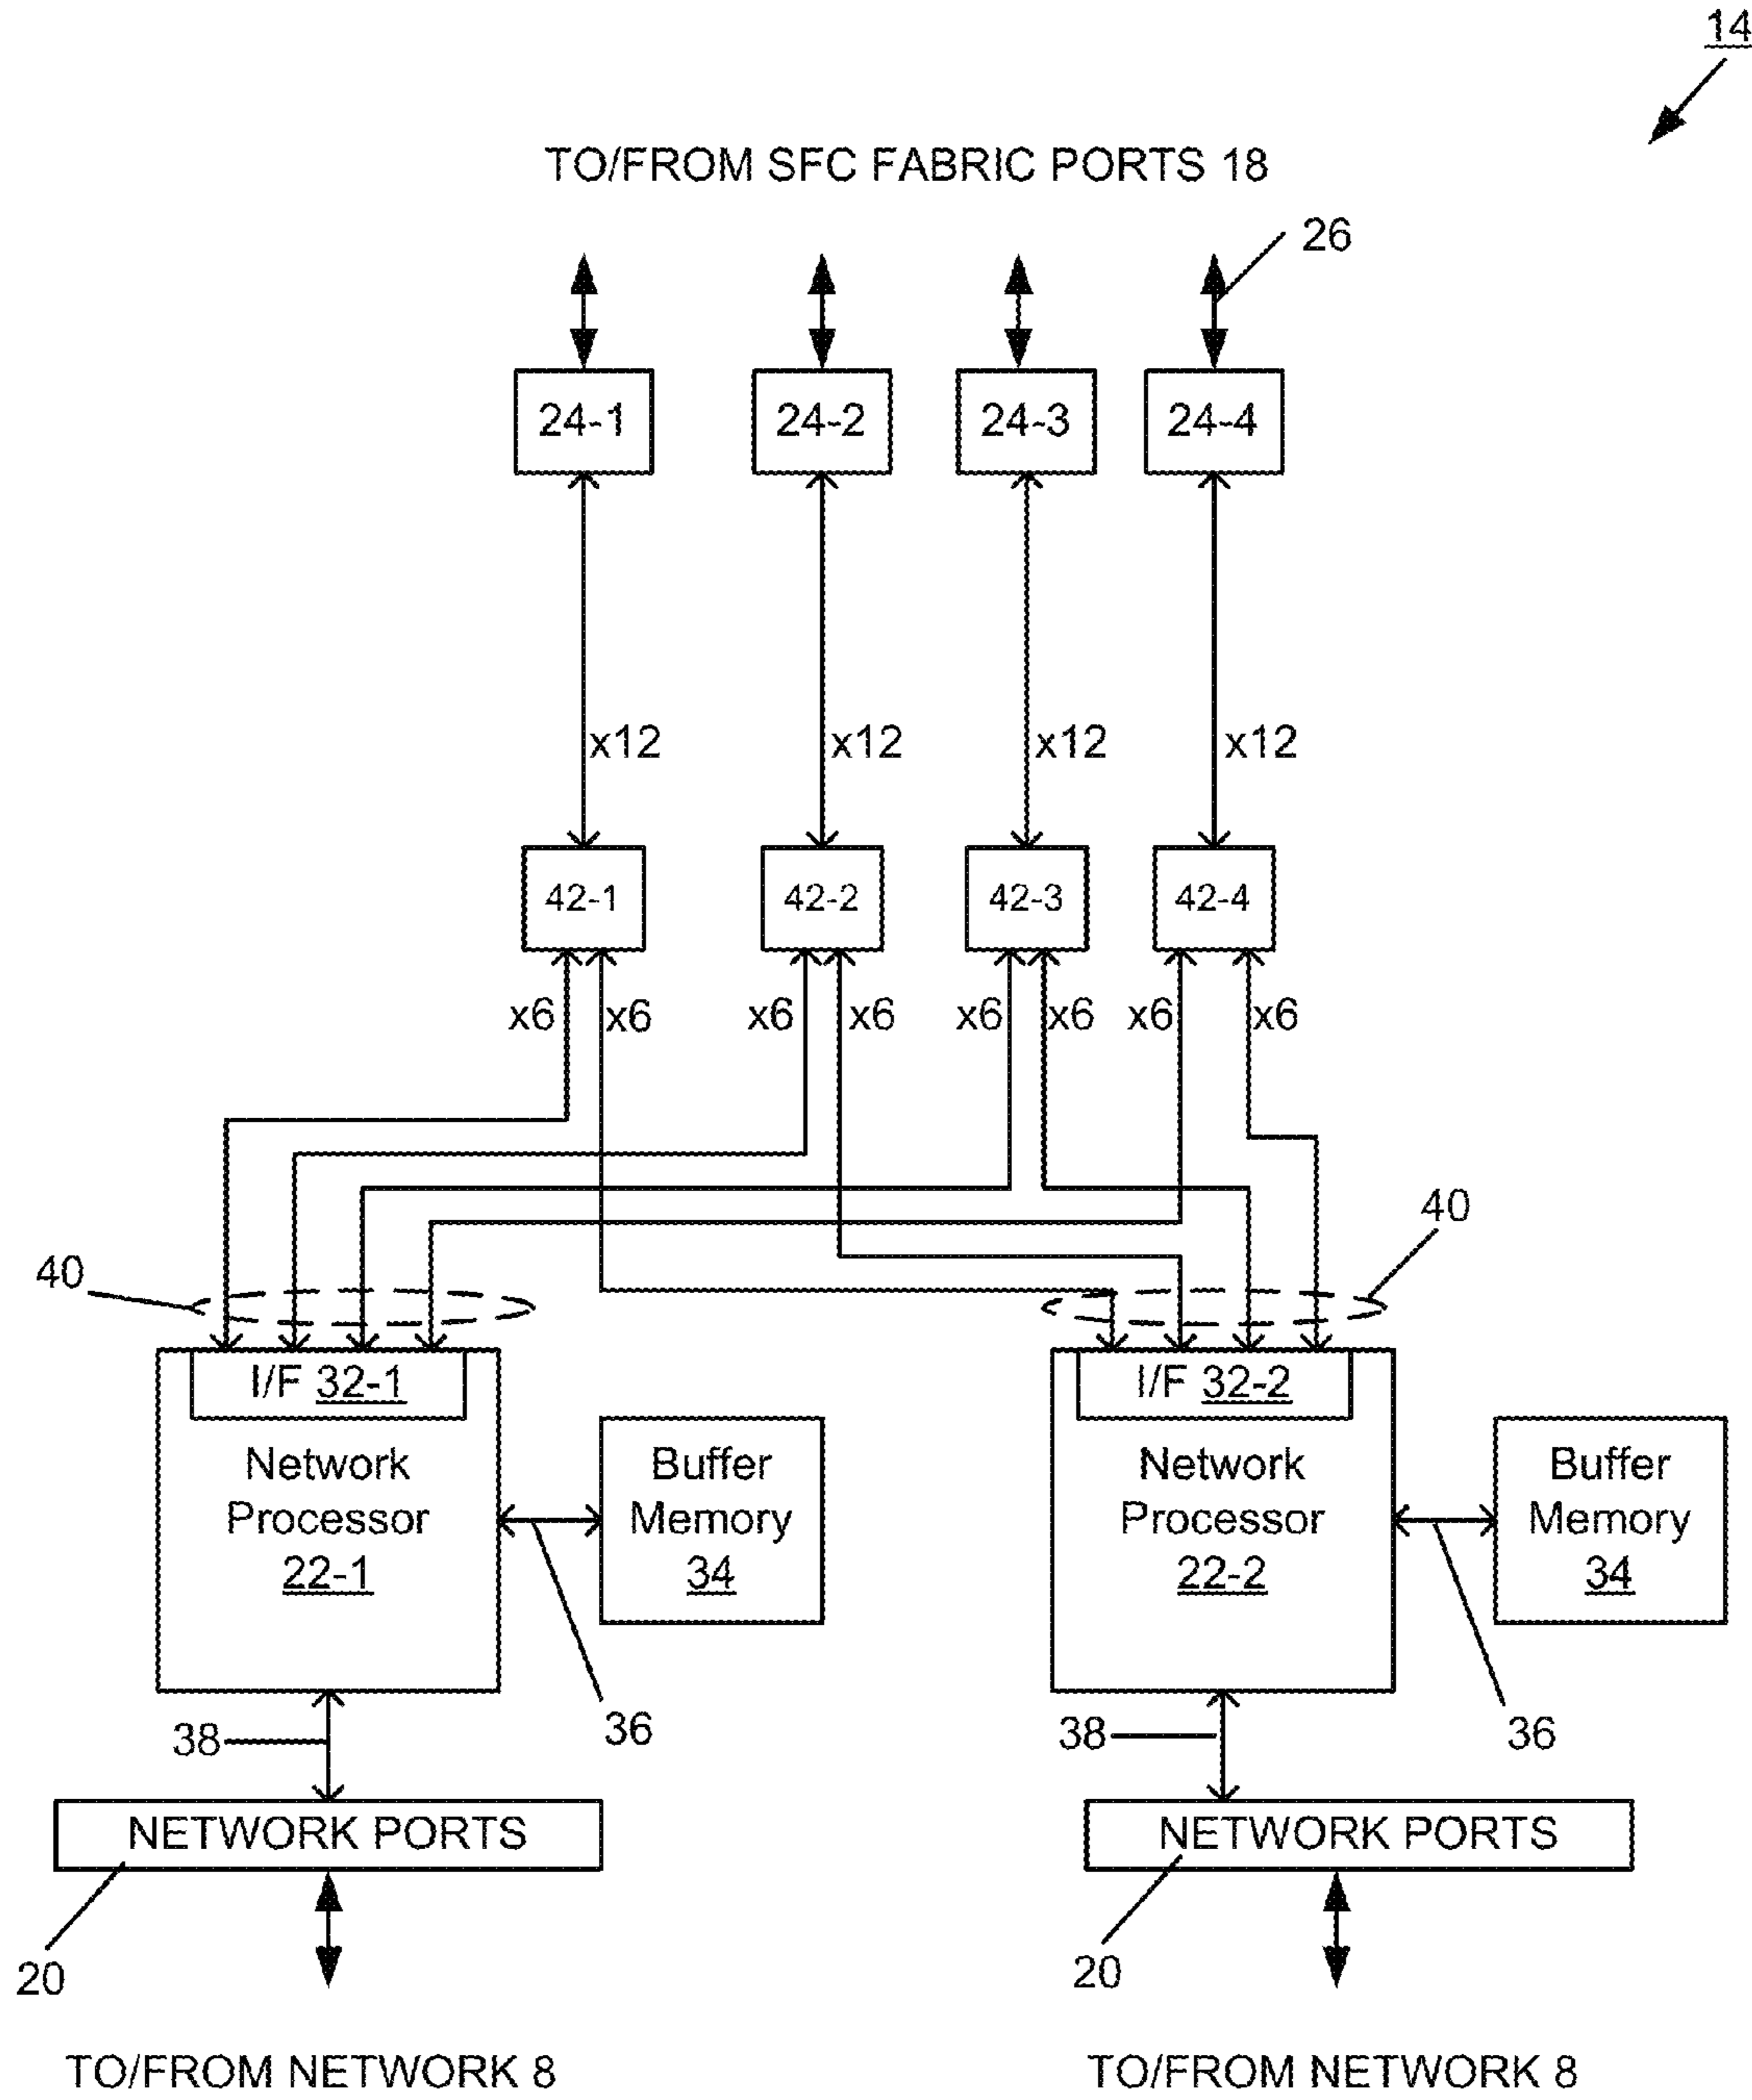 14
TO/FROM SFC FABRIC PORTS 18
26
24-1 24-2 24-3 24-4
x12 x12 x12 x12
42-1 42-2 42-3 42-4
x6 x6 x6 x6 x6 x6 x6 x6
40
40
I/F 32-1
Network
Processor
22-1
Buffer
Memory
34
I/F 32-2
Network
Processor
22-2
Buffer
Memory
34
38 36 38 36
NETWORK PORTS NETWORK PORTS
20 20
TO/FROM NETWORK 8 TO/FROM NETWORK 8